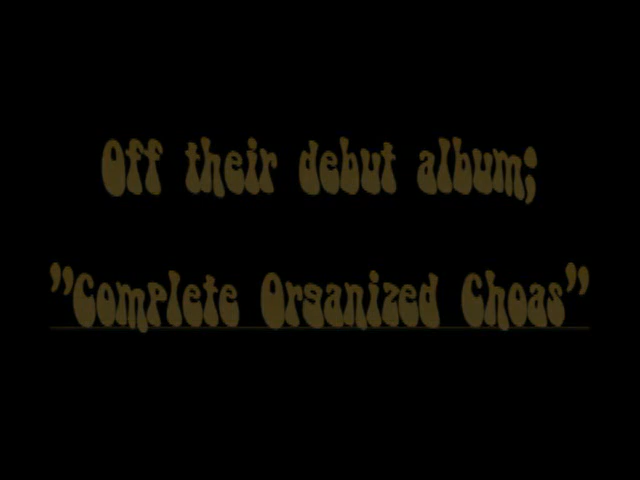 Off their debut album;
"Complete Organized Choas"